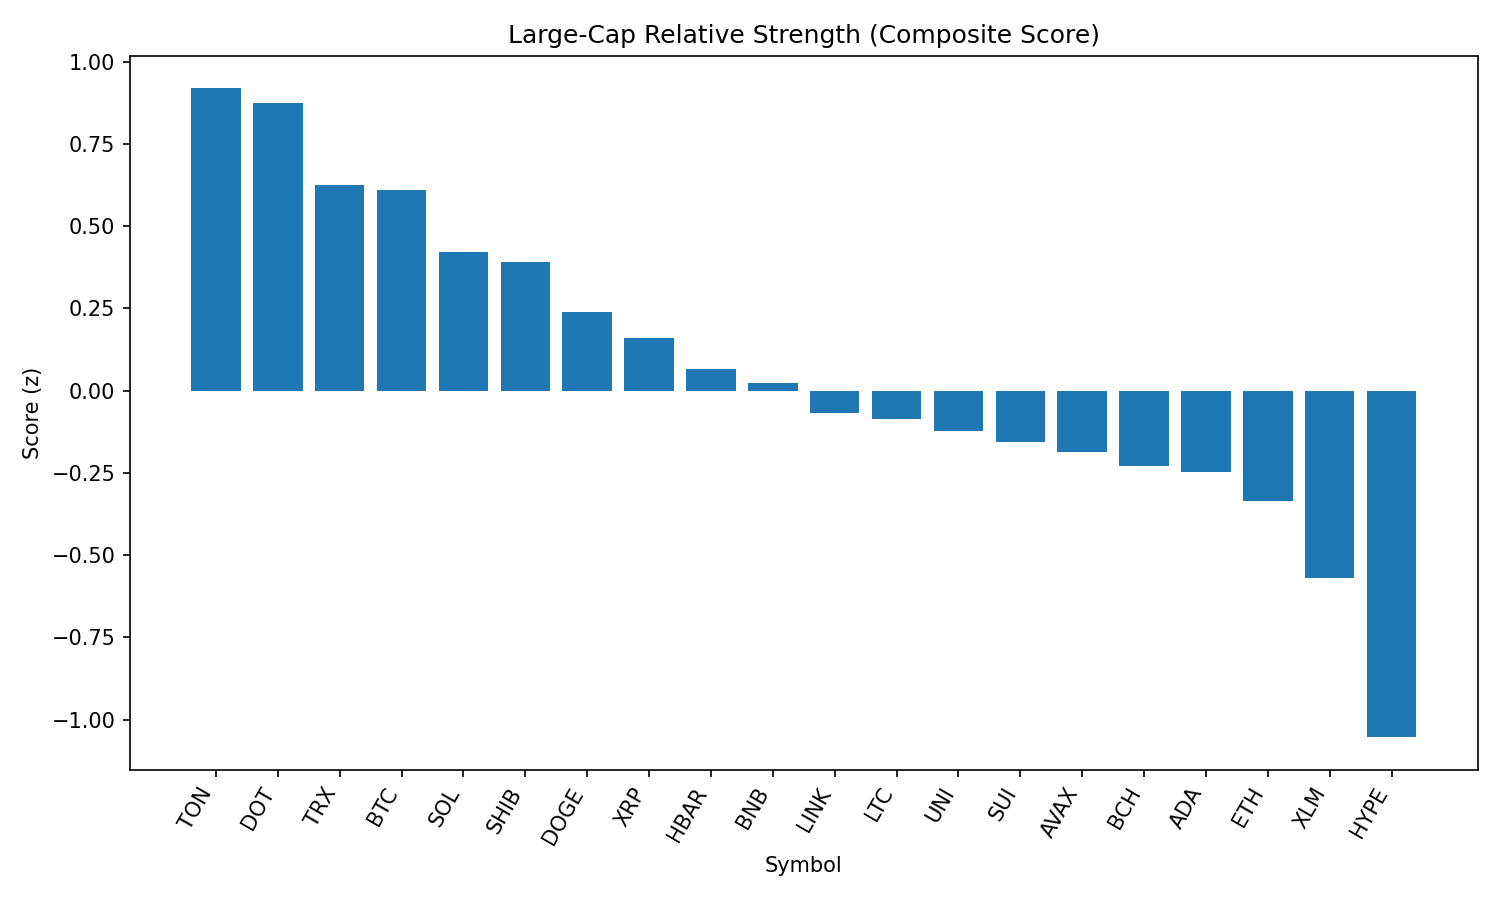 Large-Cap Relative Strength (Composite Score)
1.00
0.75
0.50
0.25
0.00
−0.25
−0.50
−0.75
−1.00
Score (z)
TON DOT TRX BTC SOL SHIB DOGE XRP HBAR BNB LINK LTC UNI SUI AVAX BCH ADA ETH XLM HYPE
Symbol